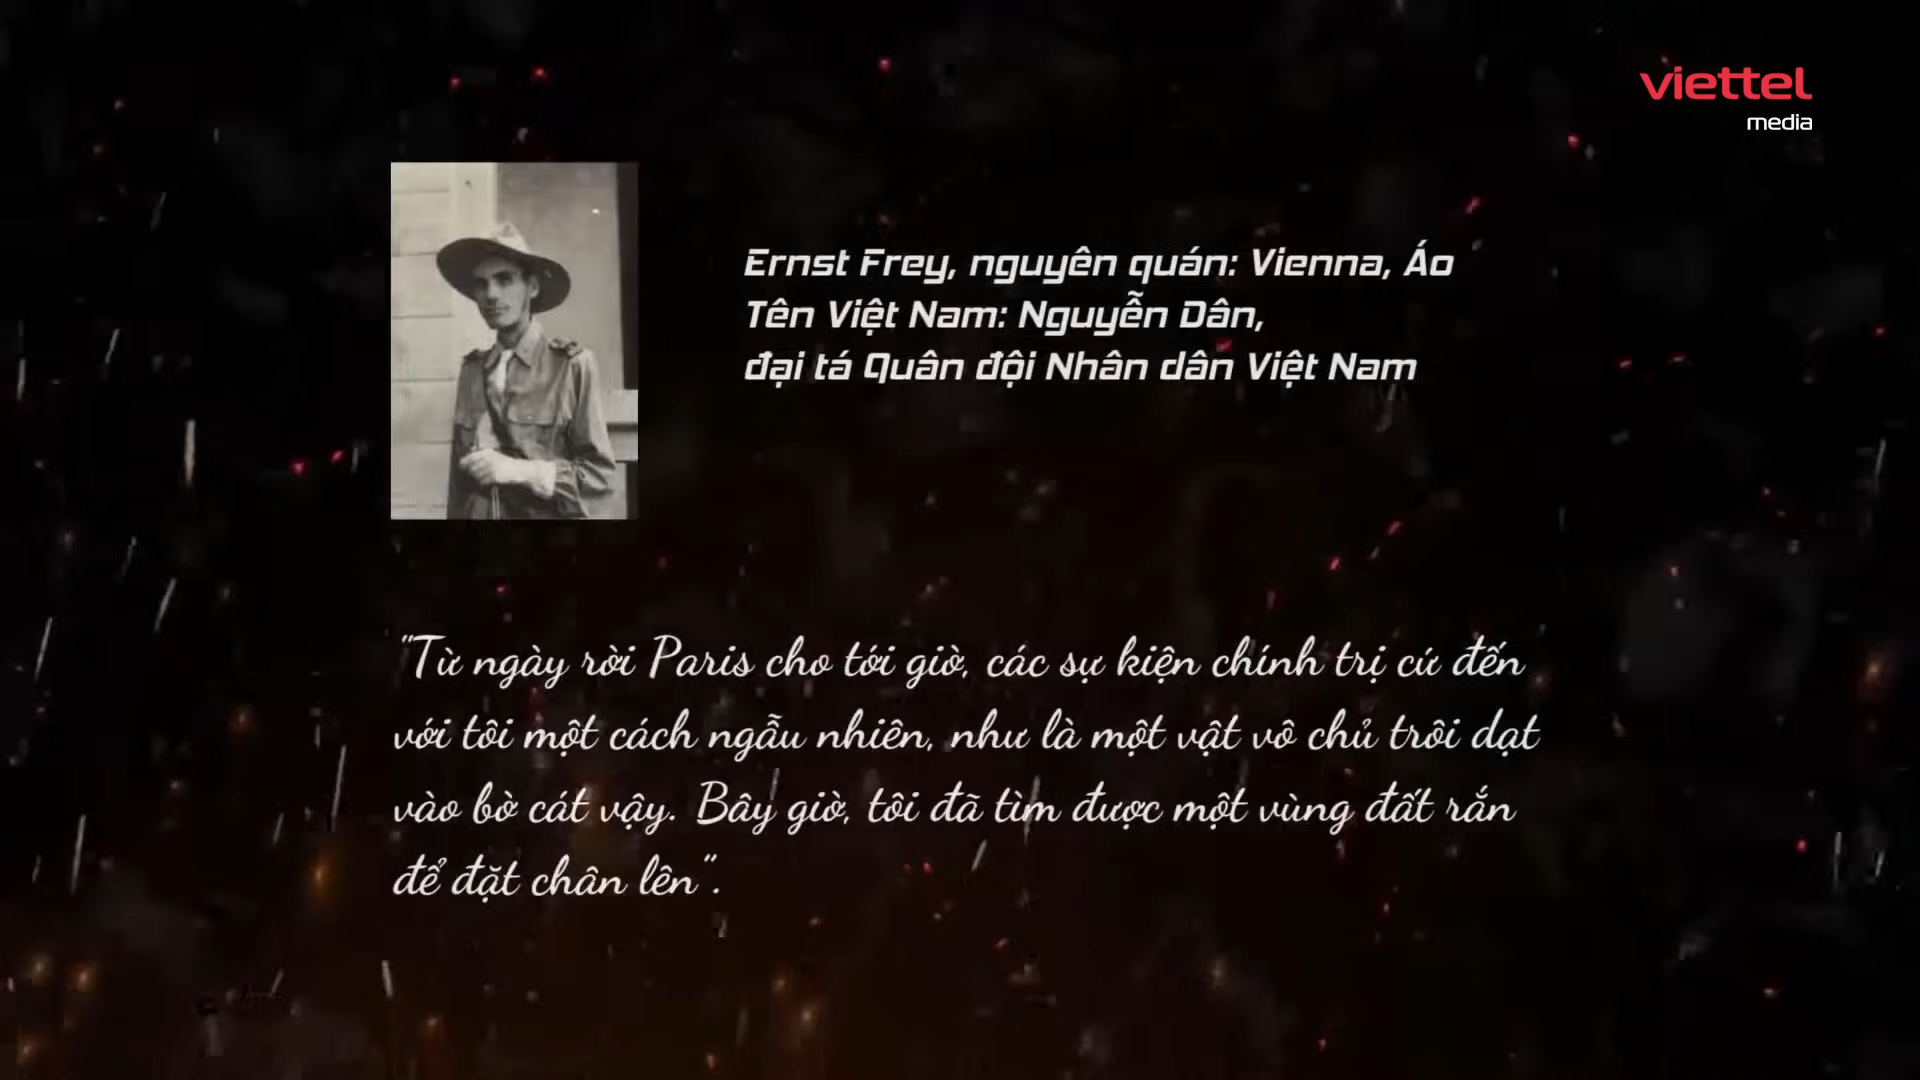 viettel
media
Ernst Frey, nguyên quán: Vienna, Áo
Tên Việt Nam: Nguyễn Dân,
đại tá Quân đội Nhân dân Việt Nam
"Từ ngày rời Paris cho tới giờ, các sự kiện chính trị cứ đến
với tôi một cách ngẫu nhiên, như là một vật vô chủ trôi dạt
vào bờ cát vậy. Bây giờ, tôi đã tìm được một vùng đất rắn
để đặt chân lên".